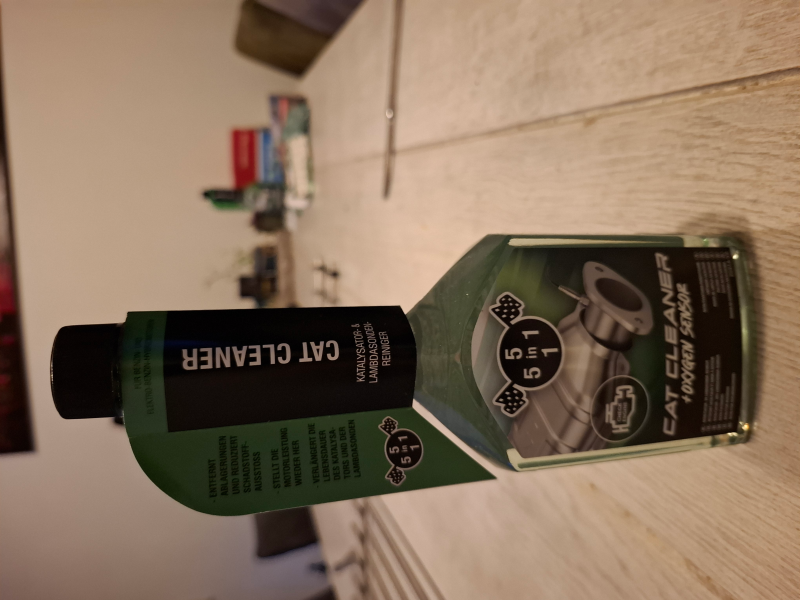 CAT CLEANER
KATALYSATOR- &
LAMBDASONDEN-
REINIGER
- ENTFERNT
ABLAGERUNGEN
UND REDUZIERT
SCHADSTOFF-
AUSSTOSS
- STELLT DIE
MOTORLEISTUNG
WIEDER HER
- VERLÄNGERT DIE
LEBENSDAUER
DES KATALYSA-
TORS UND DER
LAMBDASONDEN
5
5 in 1
1
5
5 in 1
1
CAT CLEANER
+OXYGEN SENSOR